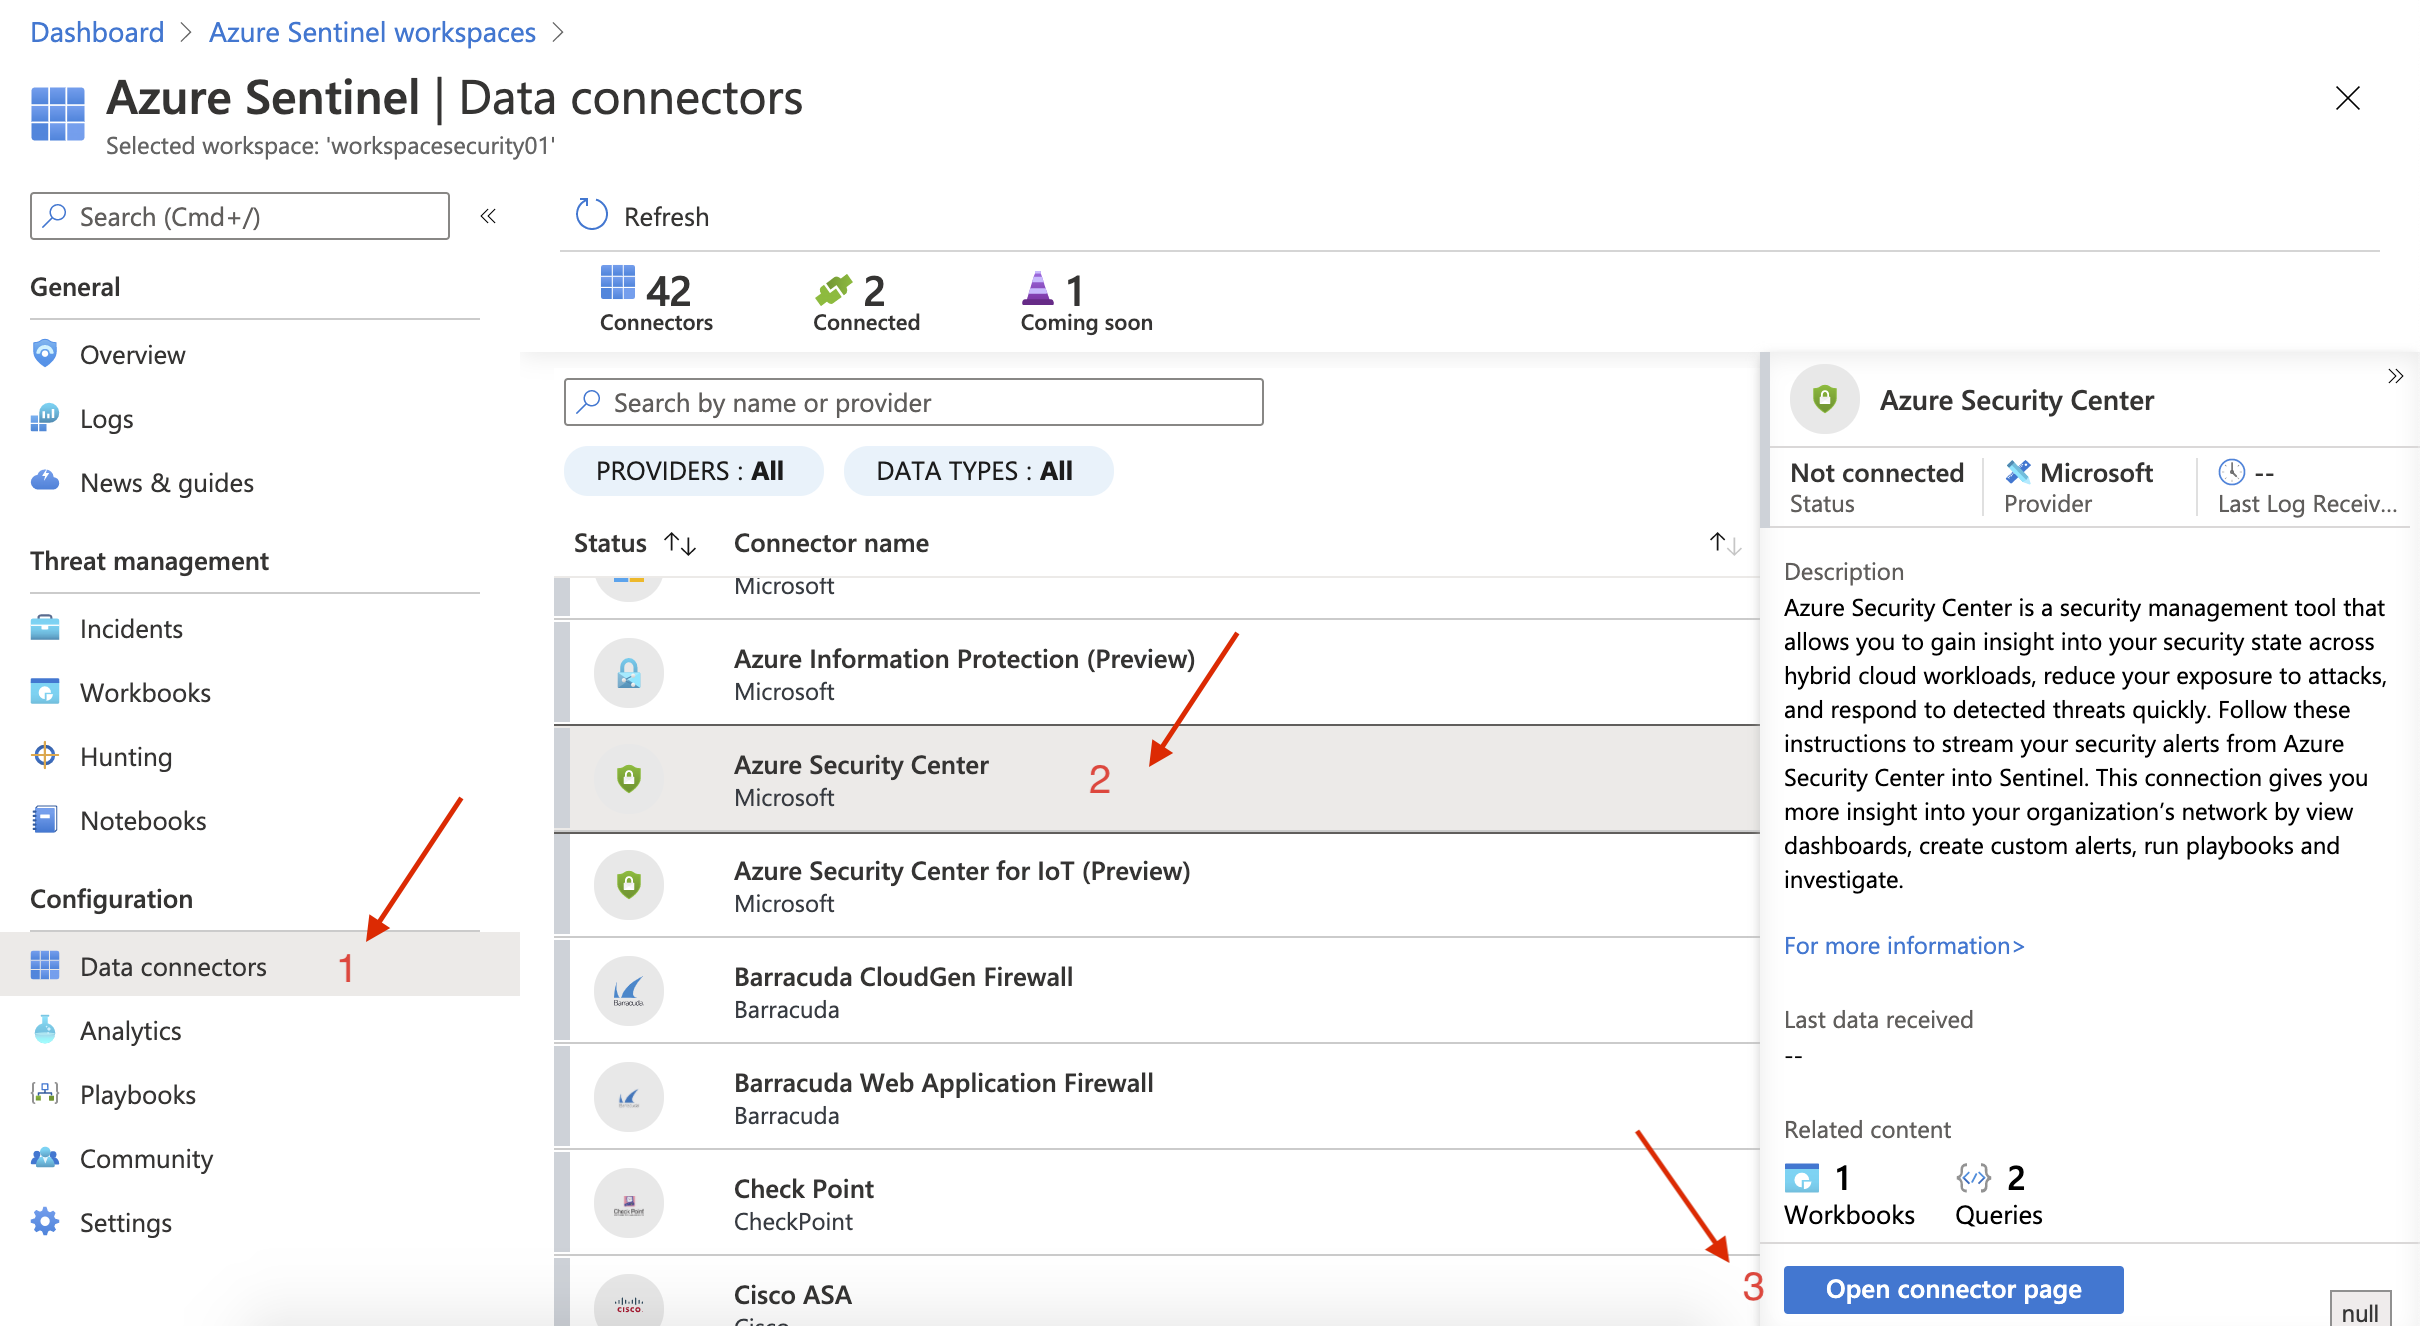 Dashboard > Azure Sentinel workspaces >
Azure Sentinel | Data connectors
Selected workspace: 'workspacesecurity01'
Search (Cmd+/)
«
General
Overview
Logs
News & guides
Threat management
Incidents
Workbooks
Hunting
Notebooks
Configuration
Data connectors
1
Analytics
Playbooks
Community
Settings
Refresh
42
Connectors
2
Connected
1
Coming soon
Search by name or provider
PROVIDERS : All
DATA TYPES : All
Status ↑↓ Connector name ↑↓
Microsoft
Azure Information Protection (Preview)
Microsoft
Azure Security Center
Microsoft
2
Azure Security Center for IoT (Preview)
Microsoft
Barracuda
Barracuda CloudGen Firewall
Barracuda
Barracuda Web Application Firewall
Barracuda
Check Point
Check Point
CheckPoint
CISCO
Cisco ASA
Cisco
Azure Security Center
»
Not connected
Status
Microsoft
Provider
--
Last Log Receiv...
Description
Azure Security Center is a security management tool that
allows you to gain insight into your security state across
hybrid cloud workloads, reduce your exposure to attacks,
and respond to detected threats quickly. Follow these
instructions to stream your security alerts from Azure
Security Center into Sentinel. This connection gives you
more insight into your organization’s network by view
dashboards, create custom alerts, run playbooks and
investigate.
For more information>
Last data received
--
Related content
1
Workbooks
2
Queries
3
Open connector page
null